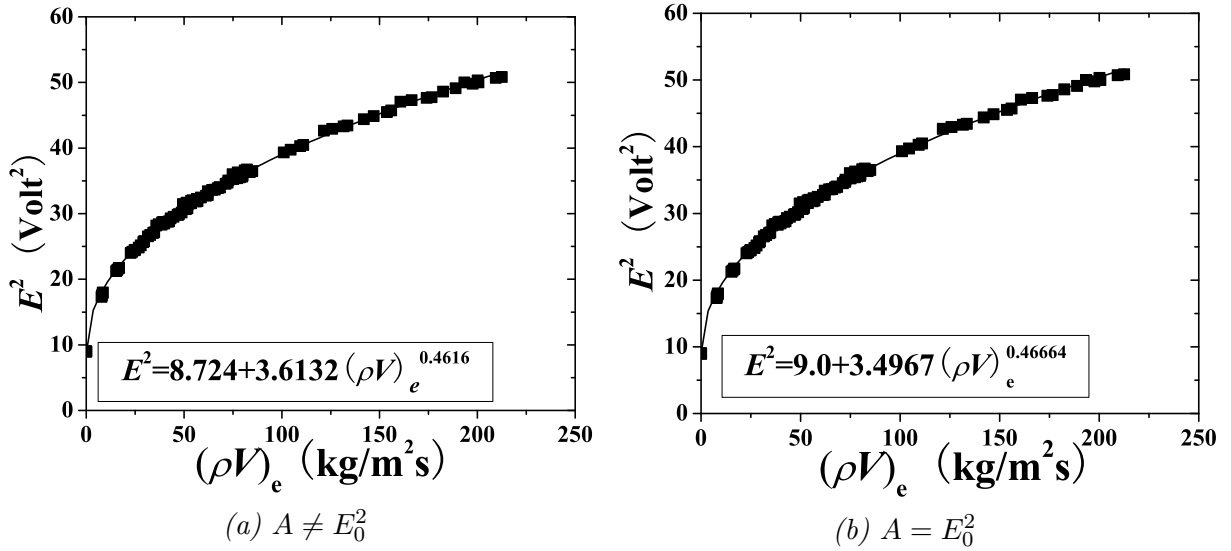 60
50
40
30
20
10
0
E² (Volt²)
E²=8.724+3.6132(ρV)ₑ^0.4616
0 50 100 150 200 250
(ρV)ₑ (kg/m²s)
(a) A ≠ E₀²
60
50
40
30
20
10
0
E² (Volt²)
E²=9.0+3.4967(ρV)ₑ^0.46664
0 50 100 150 200 250
(ρV)ₑ (kg/m²s)
(b) A = E₀²